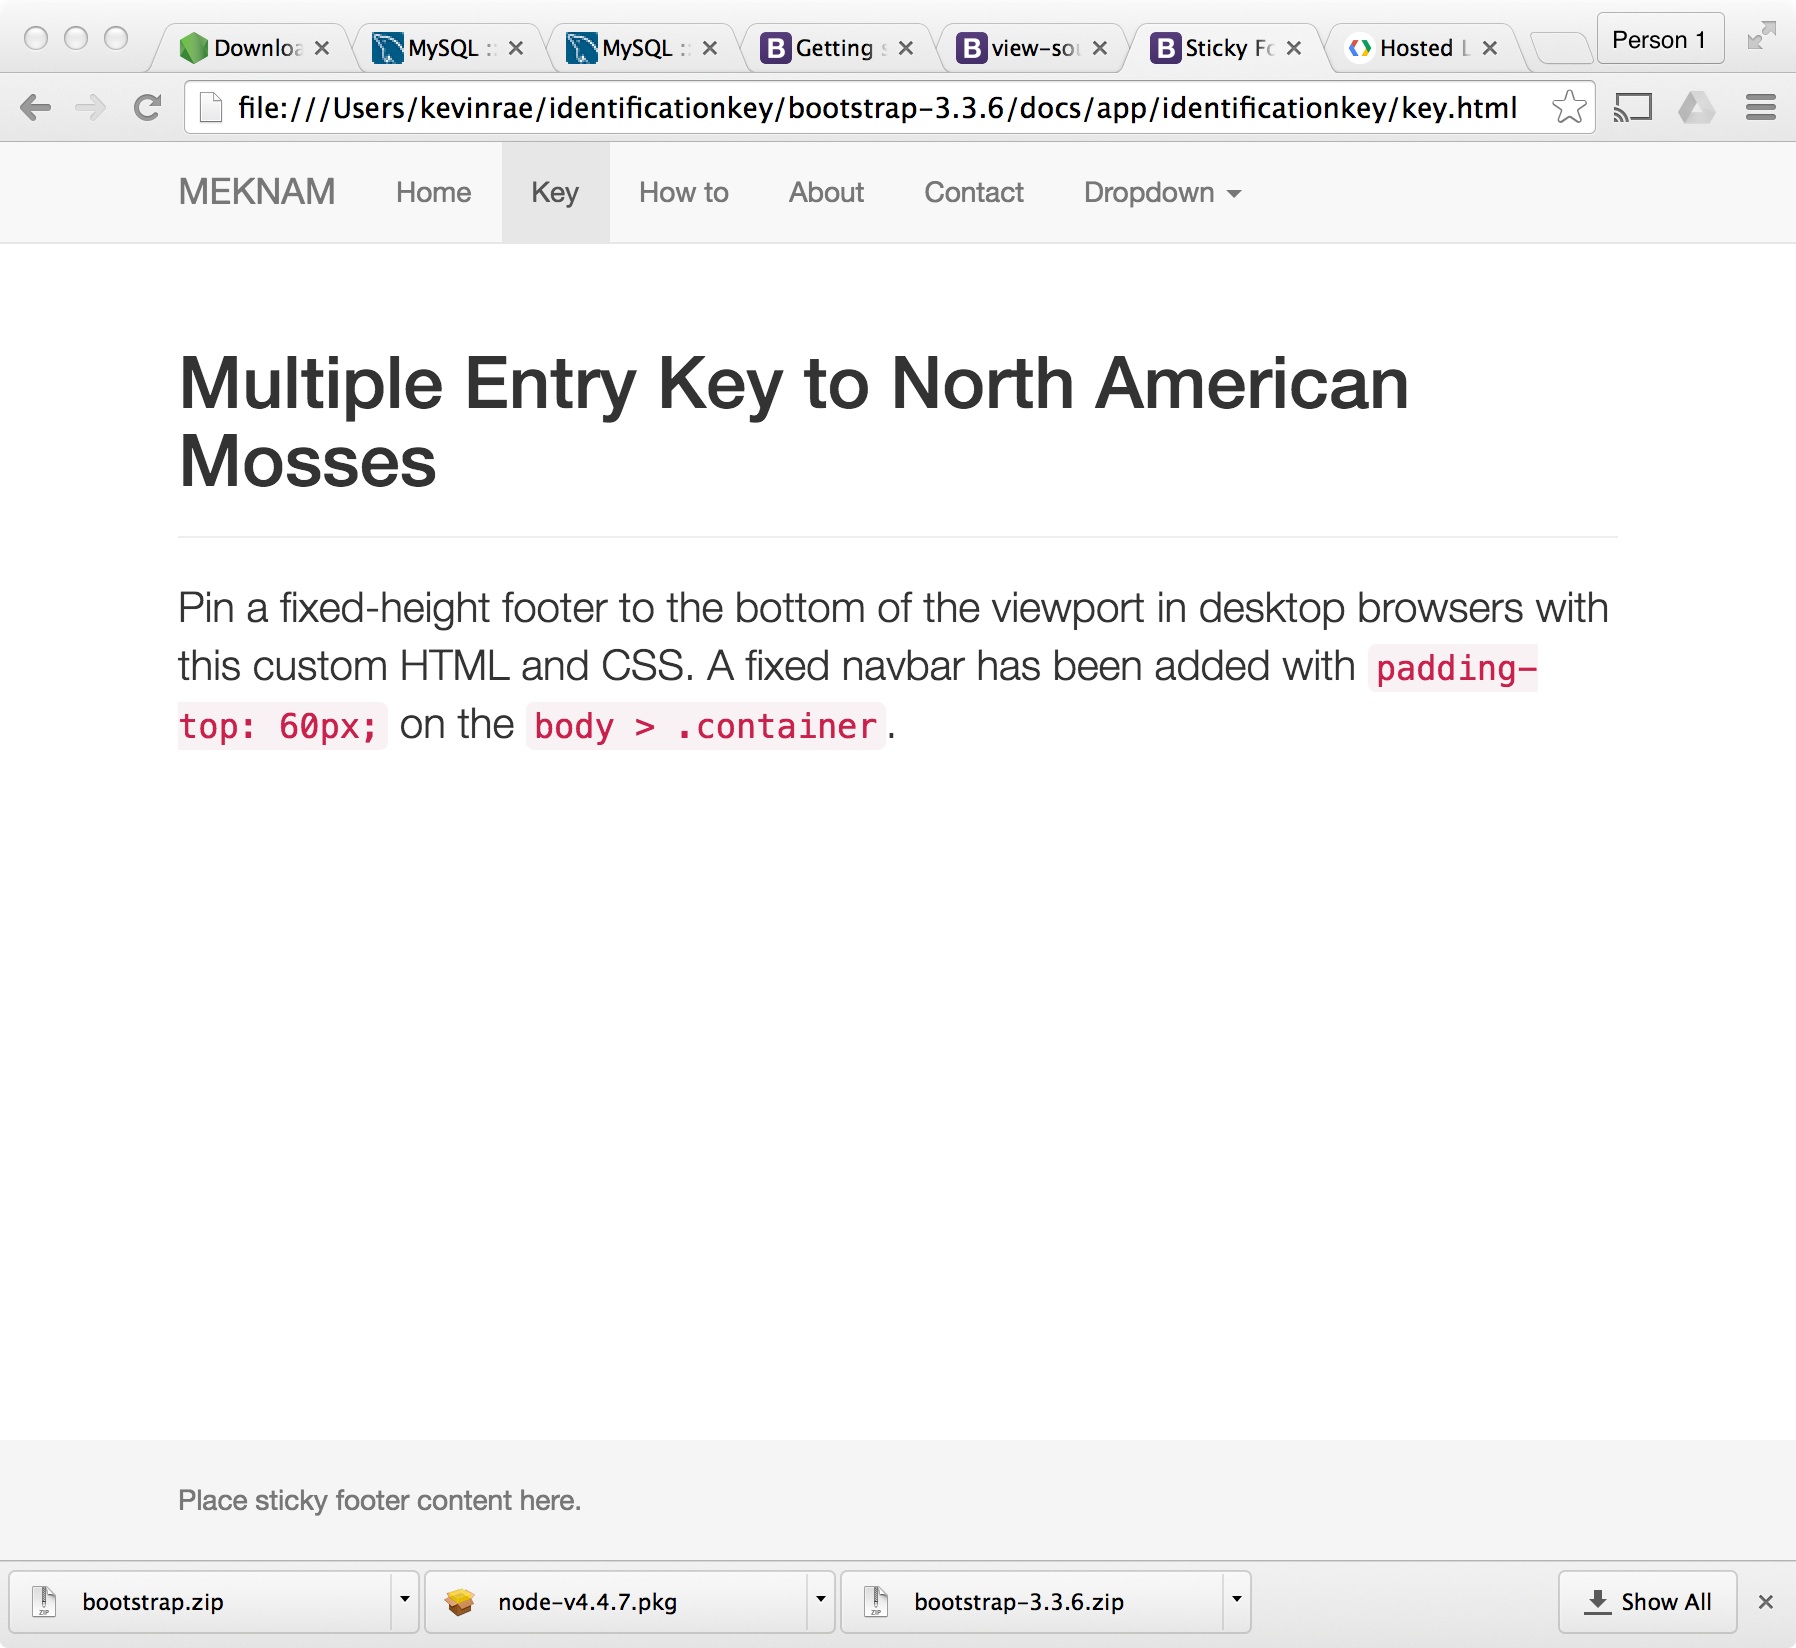 Downloa
MySQL ::
MySQL ::
Getting s
view-sou
Sticky Fo
Hosted L
Person 1
file:///Users/kevinrae/identificationkey/bootstrap-3.3.6/docs/app/identificationkey/key.html
MEKNAM Home Key How to About Contact Dropdown
Multiple Entry Key to North American
Mosses
Pin a fixed-height footer to the bottom of the viewport in desktop browsers with
this custom HTML and CSS. A fixed navbar has been added with padding-
top: 60px; on the body > .container.
Place sticky footer content here.
ZIP bootstrap.zip
node-v4.4.7.pkg
ZIP bootstrap-3.3.6.zip
Show All